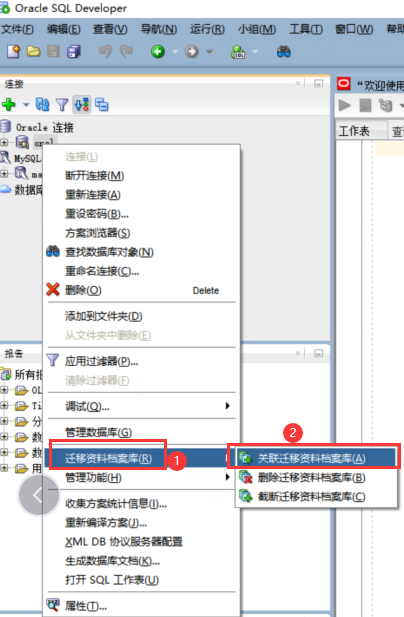 Oracle SQL Developer
文件(F) 编辑(E) 查看(V) 导航(N) 运行(R) 小组(M) 工具(T) 窗口(W) 帮助
连接
"欢迎使用
Oracle 连接
工作表
MySQL
数据库
连接(L)
断开连接(M)
重新连接(A)
重设密码(B)...
方案浏览器(S)
查找数据库对象(N)
重命名连接(C)...
删除(O) Delete
添加到文件夹(D)
从文件夹中删除(E)
应用过滤器(P)...
清除过滤器(F)
调试(Q)...
管理数据库(G)
迁移资料档案库(R)
1
管理功能(H)
收集方案统计信息(I)...
重新编译方案(J)...
XML DB 协议服务器配置
生成数据库文档(K)...
打开 SQL 工作表(U)
属性(T)...
2
关联迁移资料档案库(A)
删除迁移资料档案库(B)
截断迁移资料档案库(C)
报告
所有报
OL
Ti
分
数
数
用